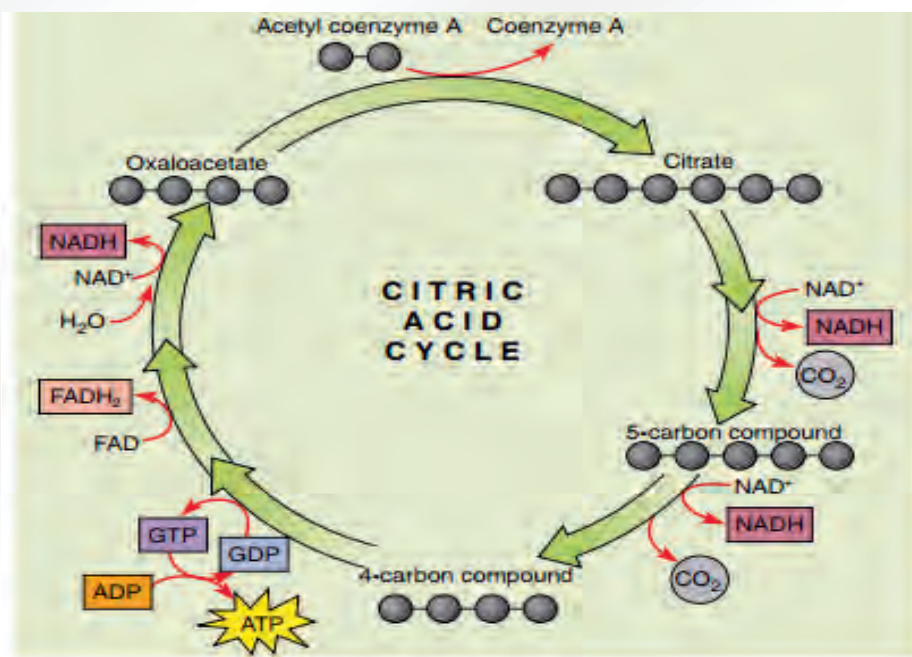 Acetyl coenzyme A Coenzyme A
Oxaloacetate
Citrate
NADH
NAD⁺
H₂O
CITRIC
ACID
CYCLE
NAD⁺
NADH
CO₂
FADH₂
FAD
5-carbon compound
NAD⁺
NADH
CO₂
GTP
GDP
4-carbon compound
ADP
ATP